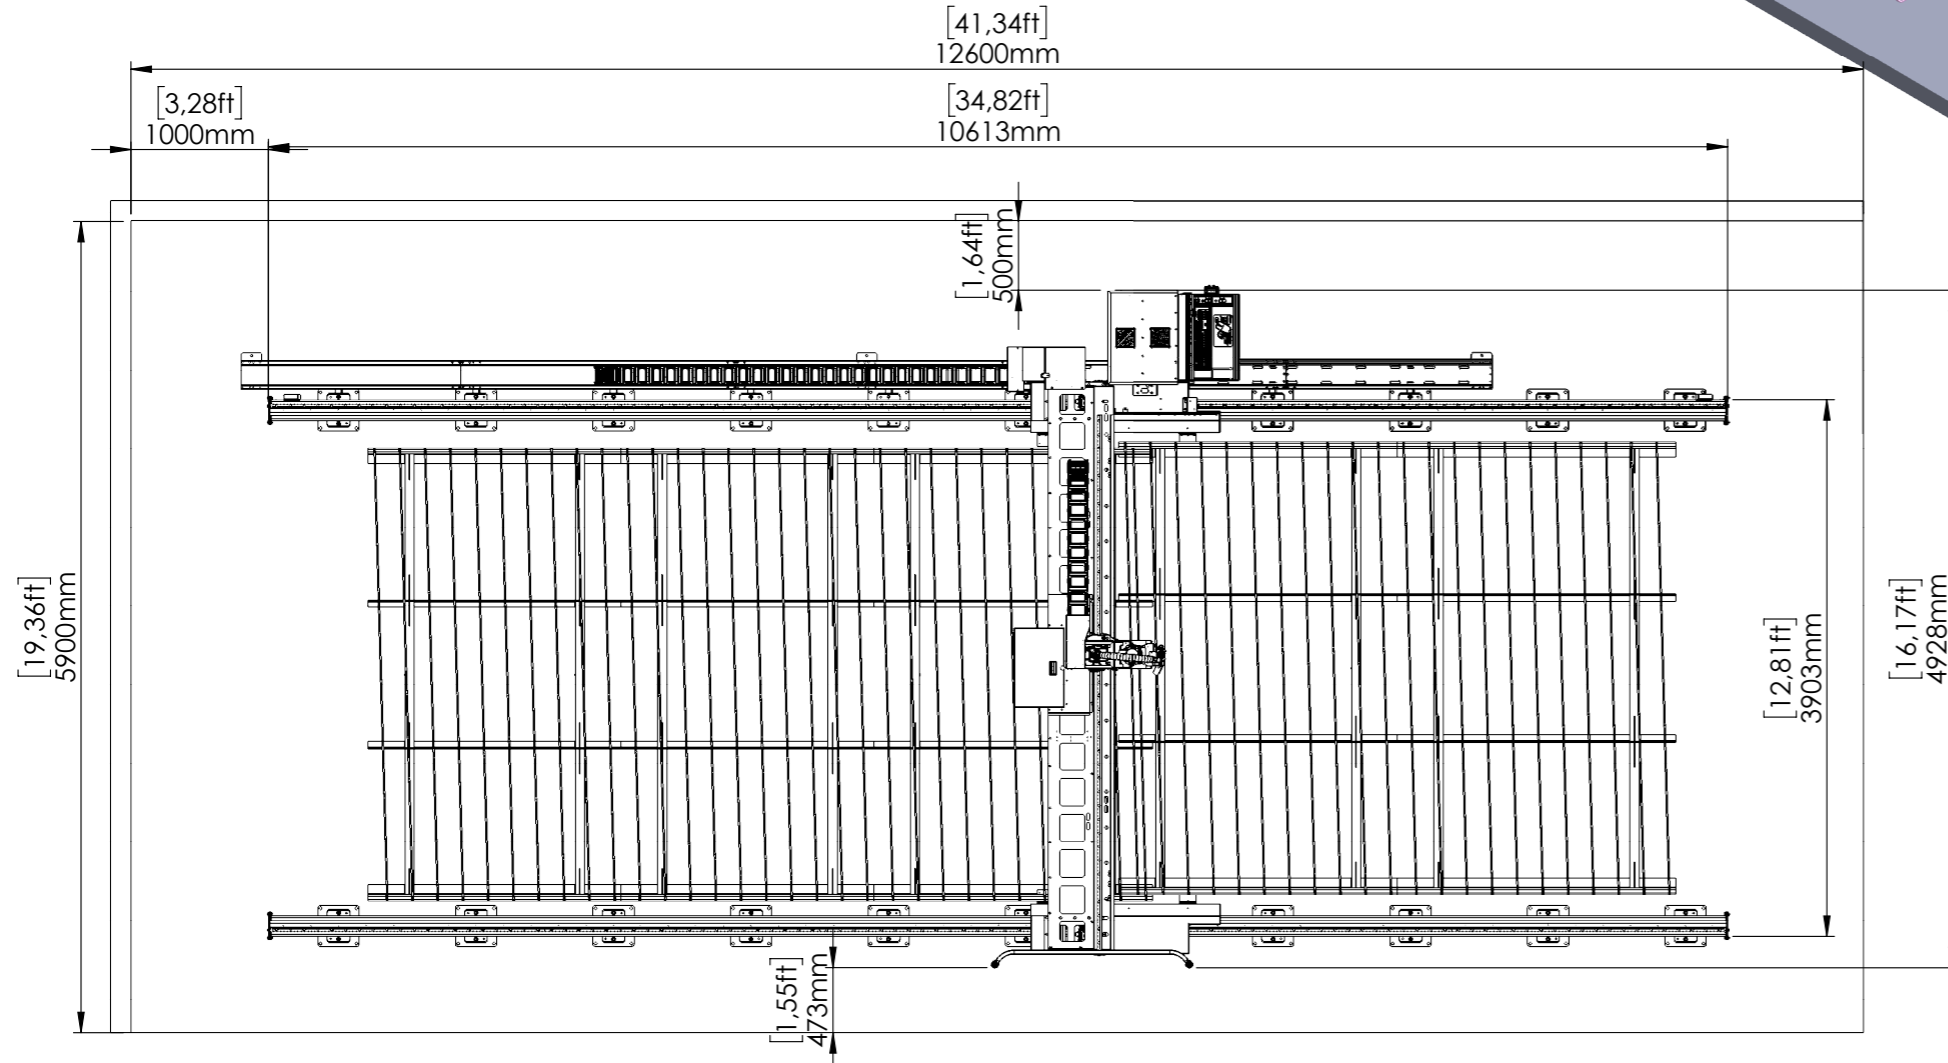 [41,34ft]
12600mm
[3,28ft]
1000mm
[34,82ft]
10613mm
[1,64ft]
500mm
[19,36ft]
5900mm
[12,81ft]
3903mm
[16,17ft]
4928mm
[1,55ft]
473mm